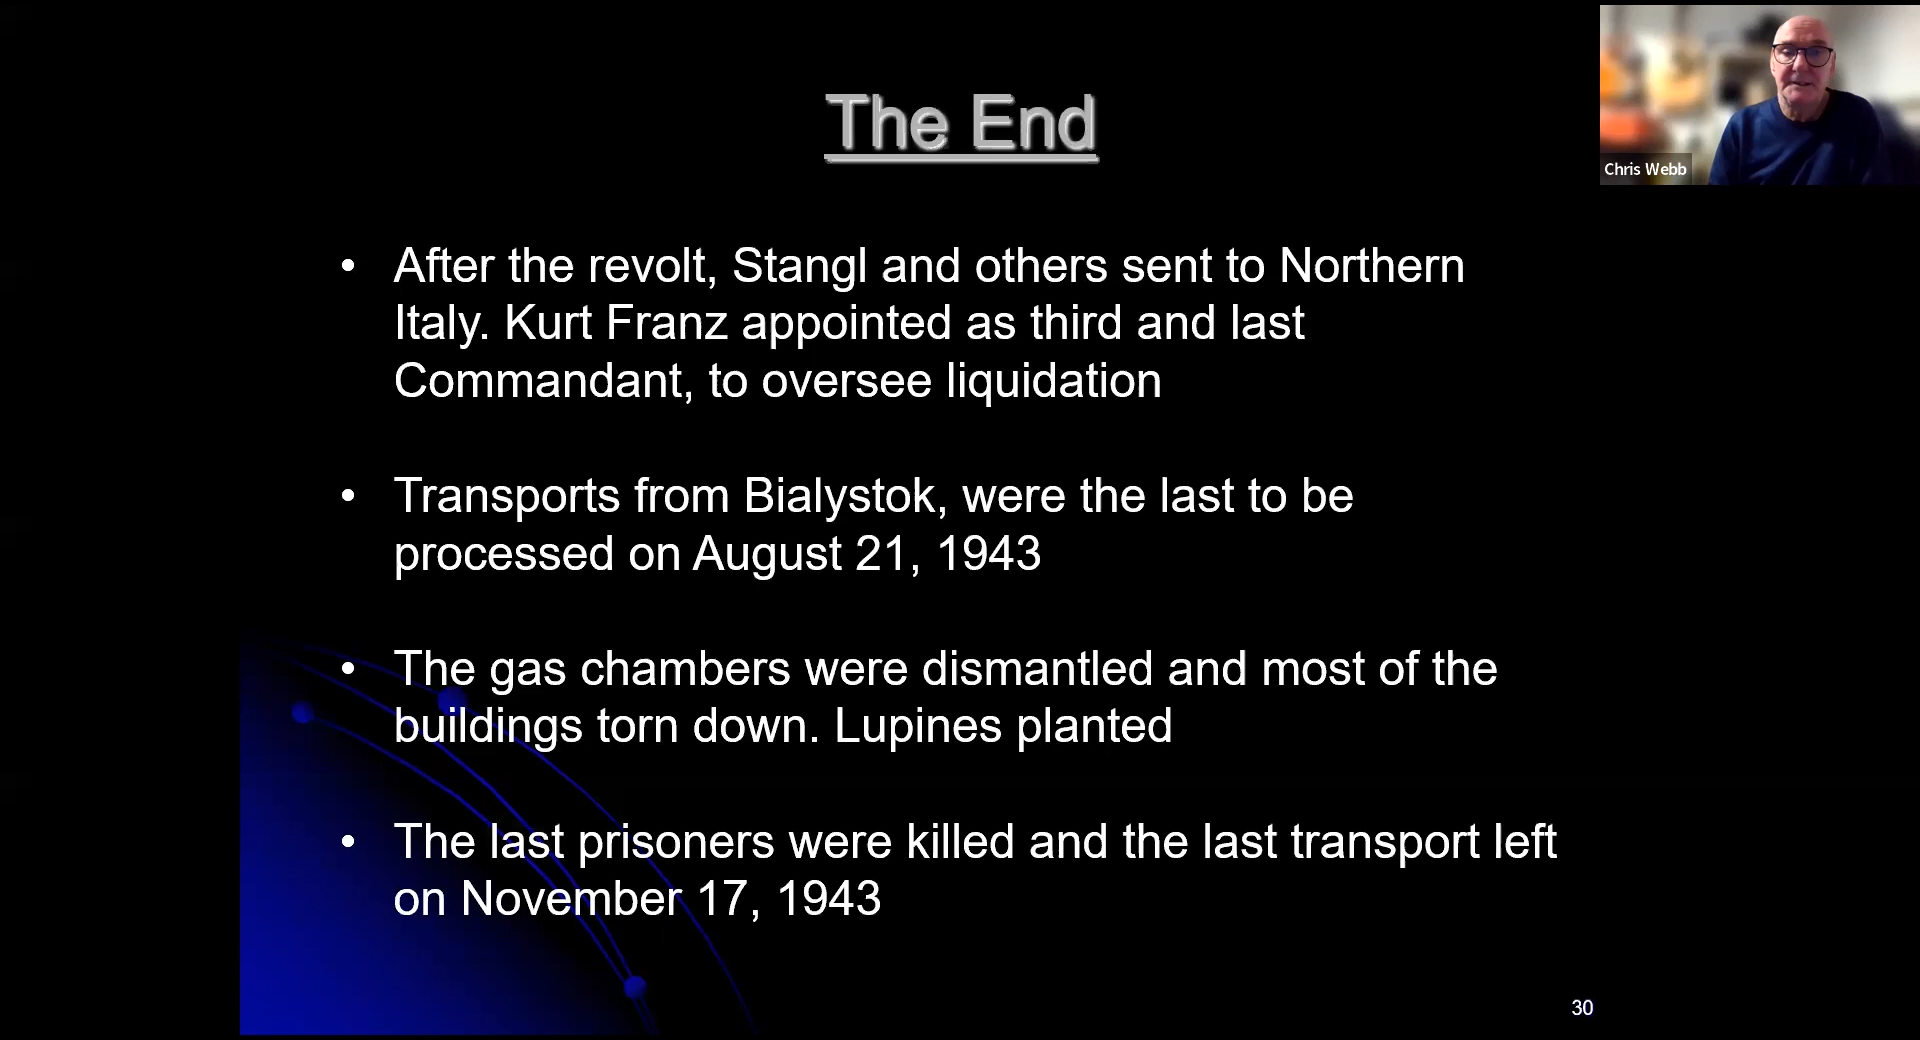 The End
Chris Webb
• After the revolt, Stangl and others sent to Northern
Italy. Kurt Franz appointed as third and last
Commandant, to oversee liquidation
• Transports from Bialystok, were the last to be
processed on August 21, 1943
• The gas chambers were dismantled and most of the
buildings torn down. Lupines planted
• The last prisoners were killed and the last transport left
on November 17, 1943
30